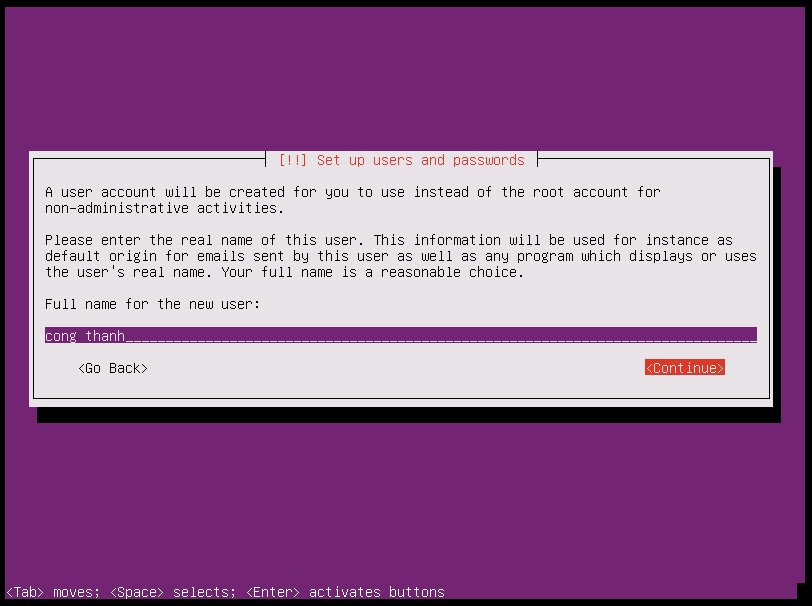 [!!] Set up users and passwords
A user account will be created for you to use instead of the root account for
non-administrative activities.
Please enter the real name of this user. This information will be used for instance as
default origin for emails sent by this user as well as any program which displays or uses
the user's real name. Your full name is a reasonable choice.
Full name for the new user:
cong thanh
<Go Back> <Continue>
<Tab> moves; <Space> selects; <Enter> activates buttons